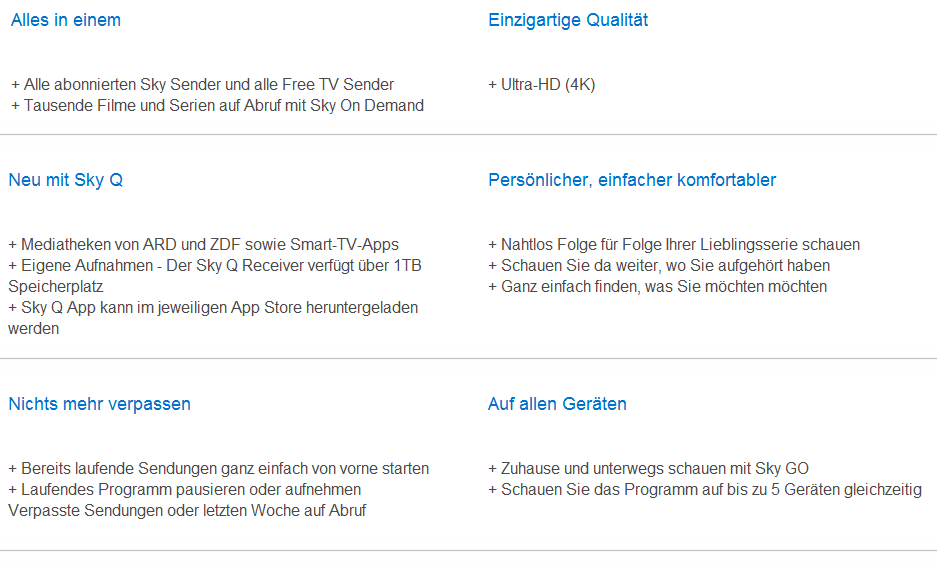 Alles in einem
+ Alle abonnierten Sky Sender und alle Free TV Sender
+ Tausende Filme und Serien auf Abruf mit Sky On Demand
Einzigartige Qualität
+ Ultra-HD (4K)
Neu mit Sky Q
+ Mediatheken von ARD und ZDF sowie Smart-TV-Apps
+ Eigene Aufnahmen - Der Sky Q Receiver verfügt über 1TB
Speicherplatz
+ Sky Q App kann im jeweiligen App Store heruntergeladen
werden
Persönlicher, einfacher komfortabler
+ Nahtlos Folge für Folge Ihrer Lieblingsserie schauen
+ Schauen Sie da weiter, wo Sie aufgehört haben
+ Ganz einfach finden, was Sie möchten möchten
Nichts mehr verpassen
+ Bereits laufende Sendungen ganz einfach von vorne starten
+ Laufendes Programm pausieren oder aufnehmen
Verpasste Sendungen oder letzten Woche auf Abruf
Auf allen Geräten
+ Zuhause und unterwegs schauen mit Sky GO
+ Schauen Sie das Programm auf bis zu 5 Geräten gleichzeitig